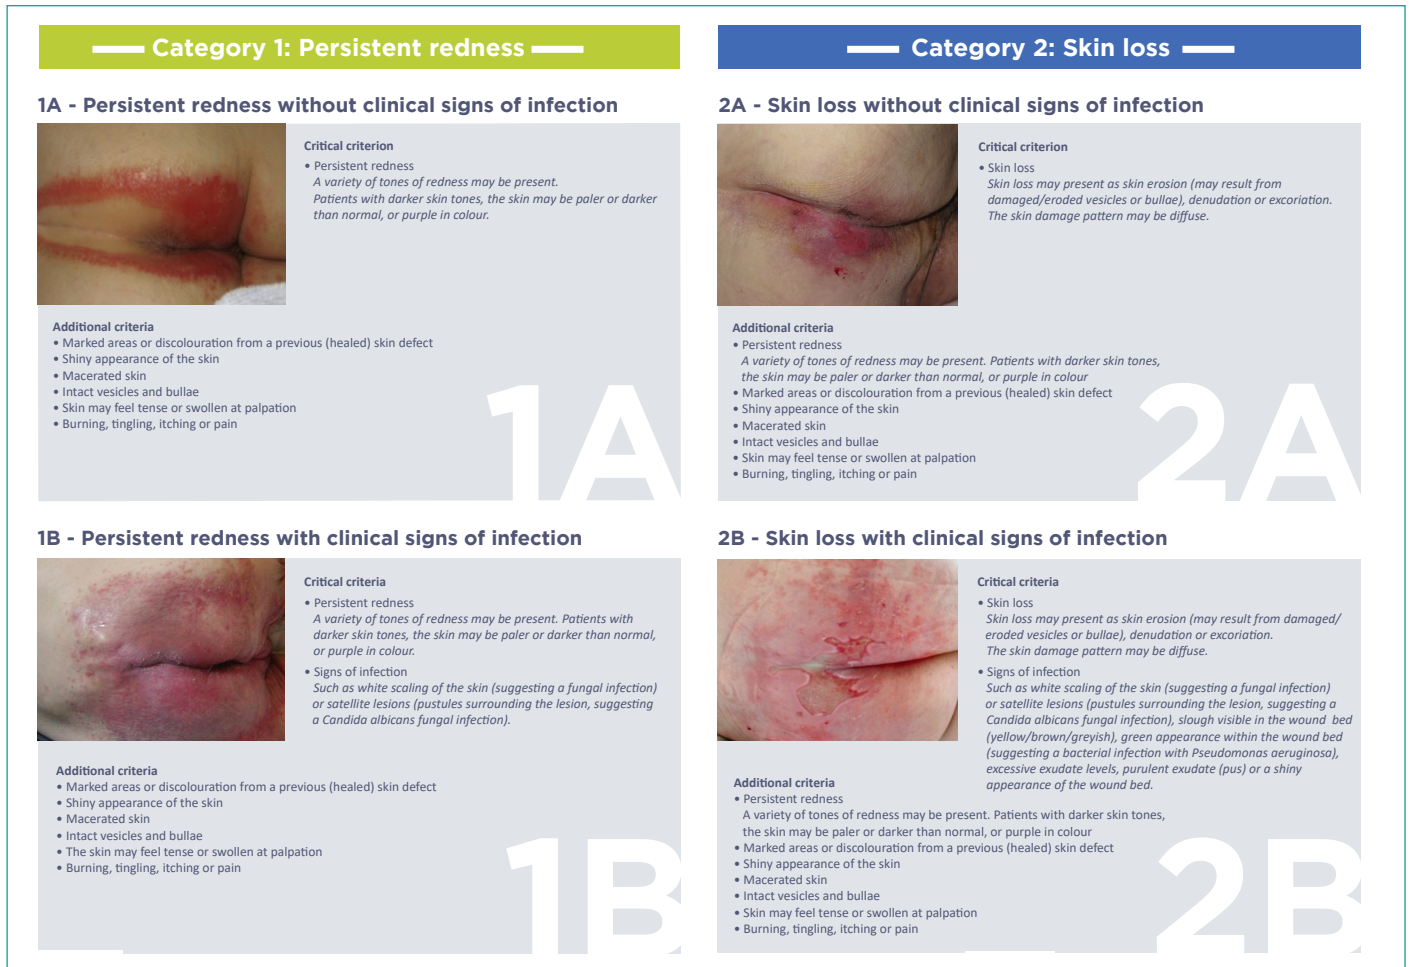 Category 1: Persistent redness
1A - Persistent redness without clinical signs of infection
Critical criterion
• Persistent redness
A variety of tones of redness may be present.
Patients with darker skin tones, the skin may be paler or darker
than normal, or purple in colour.
Additional criteria
• Marked areas or discolouration from a previous (healed) skin defect
• Shiny appearance of the skin
• Macerated skin
• Intact vesicles and bullae
• Skin may feel tense or swollen at palpation
• Burning, tingling, itching or pain
1A
1B - Persistent redness with clinical signs of infection
Critical criteria
• Persistent redness
A variety of tones of redness may be present. Patients with
darker skin tones, the skin may be paler or darker than normal,
or purple in colour.
• Signs of infection
Such as white scaling of the skin (suggesting a fungal infection)
or satellite lesions (pustules surrounding the lesion, suggesting
a Candida albicans fungal infection).
Additional criteria
• Marked areas or discolouration from a previous (healed) skin defect
• Shiny appearance of the skin
• Macerated skin
• Intact vesicles and bullae
• The skin may feel tense or swollen at palpation
• Burning, tingling, itching or pain
1B
Category 2: Skin loss
2A - Skin loss without clinical signs of infection
Critical criterion
• Skin loss
Skin loss may present as skin erosion (may result from
damaged/eroded vesicles or bullae), denudation or excoriation.
The skin damage pattern may be diffuse.
Additional criteria
• Persistent redness
A variety of tones of redness may be present. Patients with darker skin tones,
the skin may be paler or darker than normal, or purple in colour
• Marked areas or discolouration from a previous (healed) skin defect
• Shiny appearance of the skin
• Macerated skin
• Intact vesicles and bullae
• Skin may feel tense or swollen at palpation
• Burning, tingling, itching or pain
2A
2B - Skin loss with clinical signs of infection
Critical criteria
• Skin loss
Skin loss may present as skin erosion (may result from damaged/
eroded vesicles or bullae), denudation or excoriation.
The skin damage pattern may be diffuse.
• Signs of infection
Such as white scaling of the skin (suggesting a fungal infection)
or satellite lesions (pustules surrounding the lesion, suggesting a
Candida albicans fungal infection), slough visible in the wound bed
(yellow/brown/greyish), green appearance within the wound bed
(suggesting a bacterial infection with Pseudomonas aeruginosa),
excessive exudate levels, purulent exudate (pus) or a shiny
appearance of the wound bed.
Additional criteria
• Persistent redness
A variety of tones of redness may be present. Patients with darker skin tones,
the skin may be paler or darker than normal, or purple in colour
• Marked areas or discolouration from a previous (healed) skin defect
• Shiny appearance of the skin
• Macerated skin
• Intact vesicles and bullae
• Skin may feel tense or swollen at palpation
• Burning, tingling, itching or pain
2B